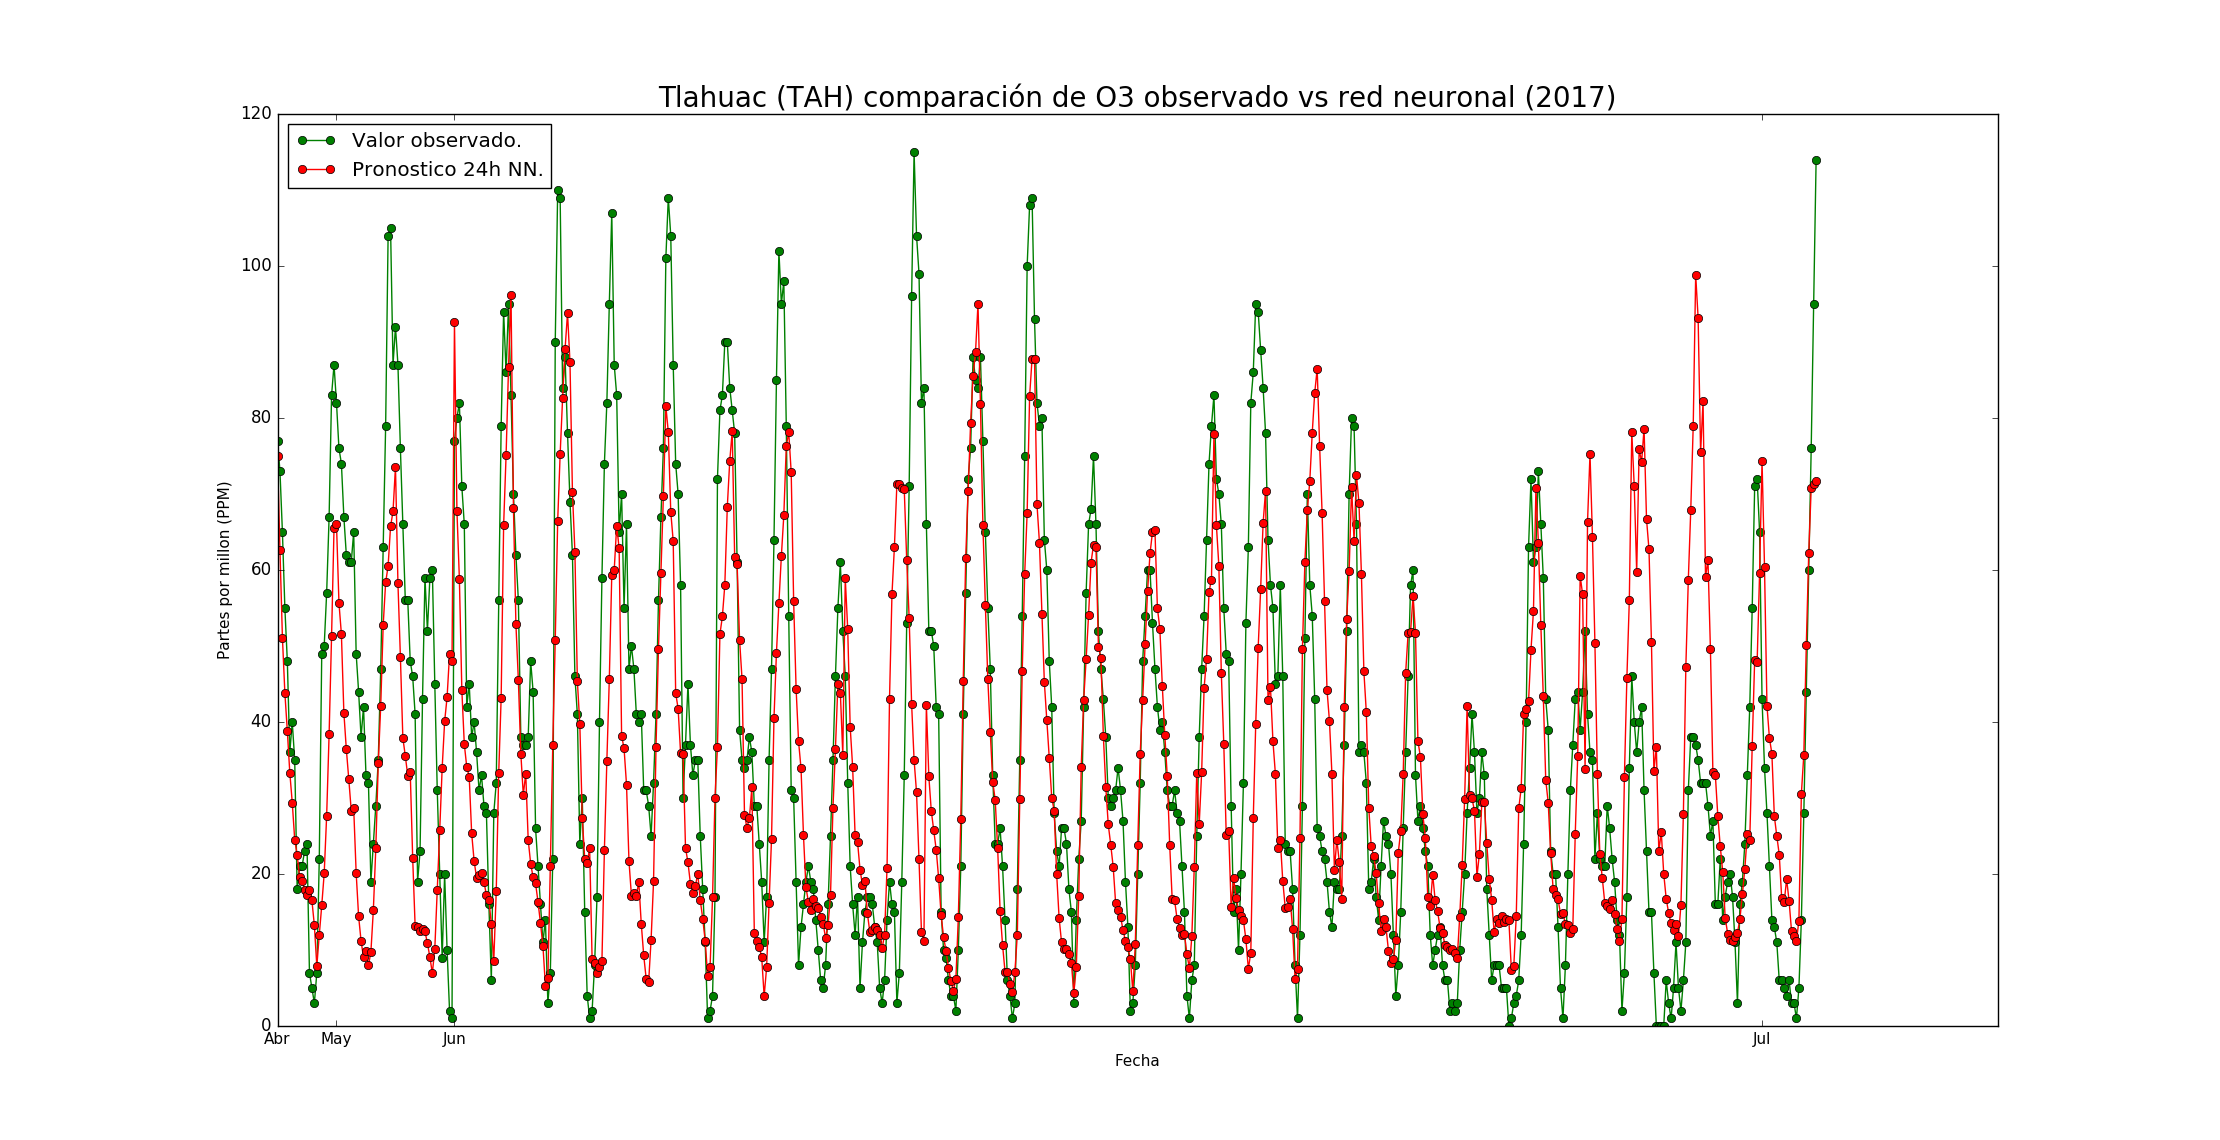 Tlahuac (TAH) comparación de O3 observado vs red neuronal (2017)
Valor observado.
Pronostico 24h NN.
120
100
80
60
40
20
0
Partes por millon (PPM)
Abr May Jun Jul
Fecha